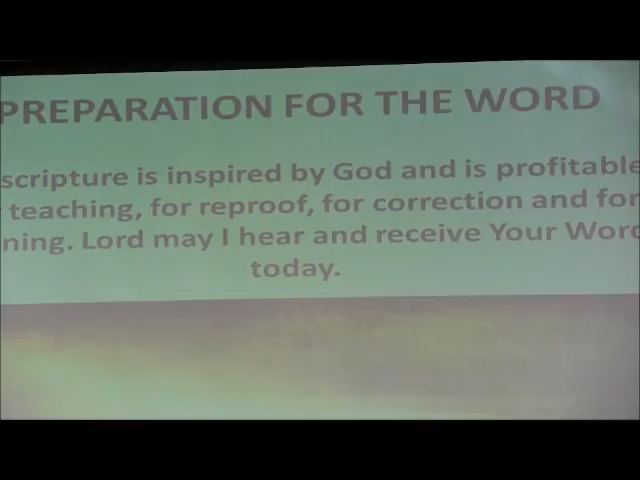 PREPARATION FOR THE WORD
scripture is inspired by God and is profitable
teaching, for reproof, for correction and for
ning. Lord may I hear and receive Your Word
today.